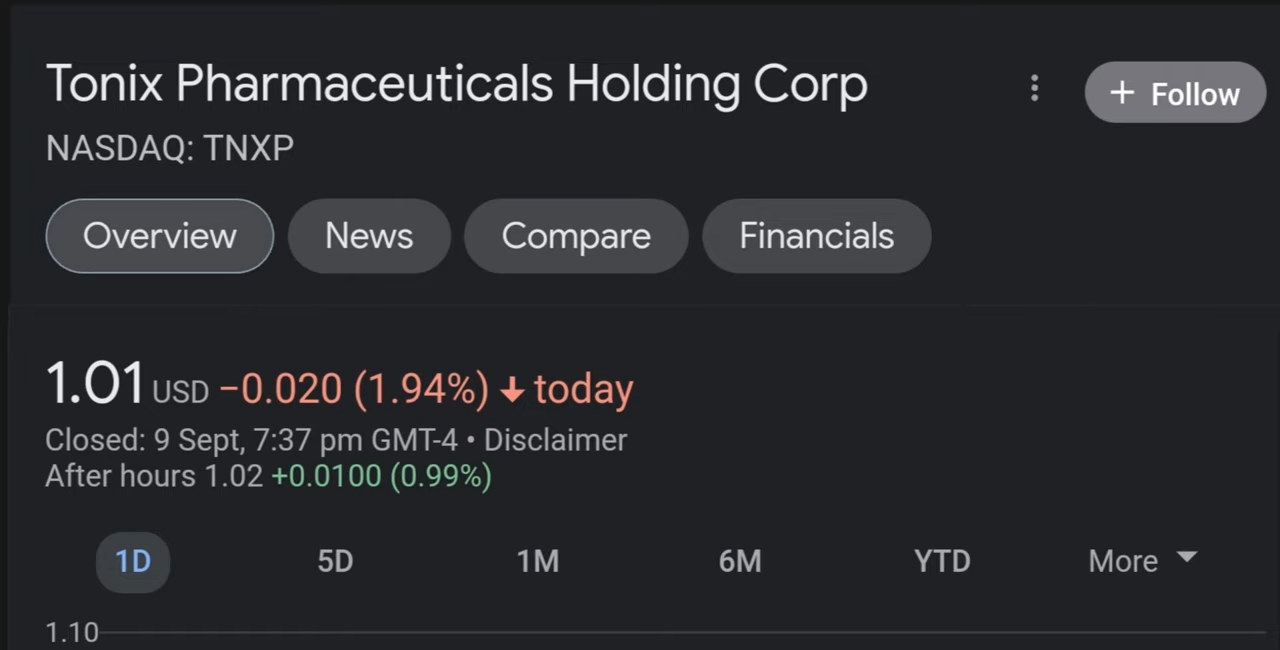 Tonix Pharmaceuticals Holding Corp
+ Follow
NASDAQ: TNXP
Overview News Compare Financials
1.01 USD −0.020 (1.94%) ↓ today
Closed: 9 Sept, 7:37 pm GMT-4 • Disclaimer
After hours 1.02 +0.0100 (0.99%)
1D 5D 1M 6M YTD More
1.10